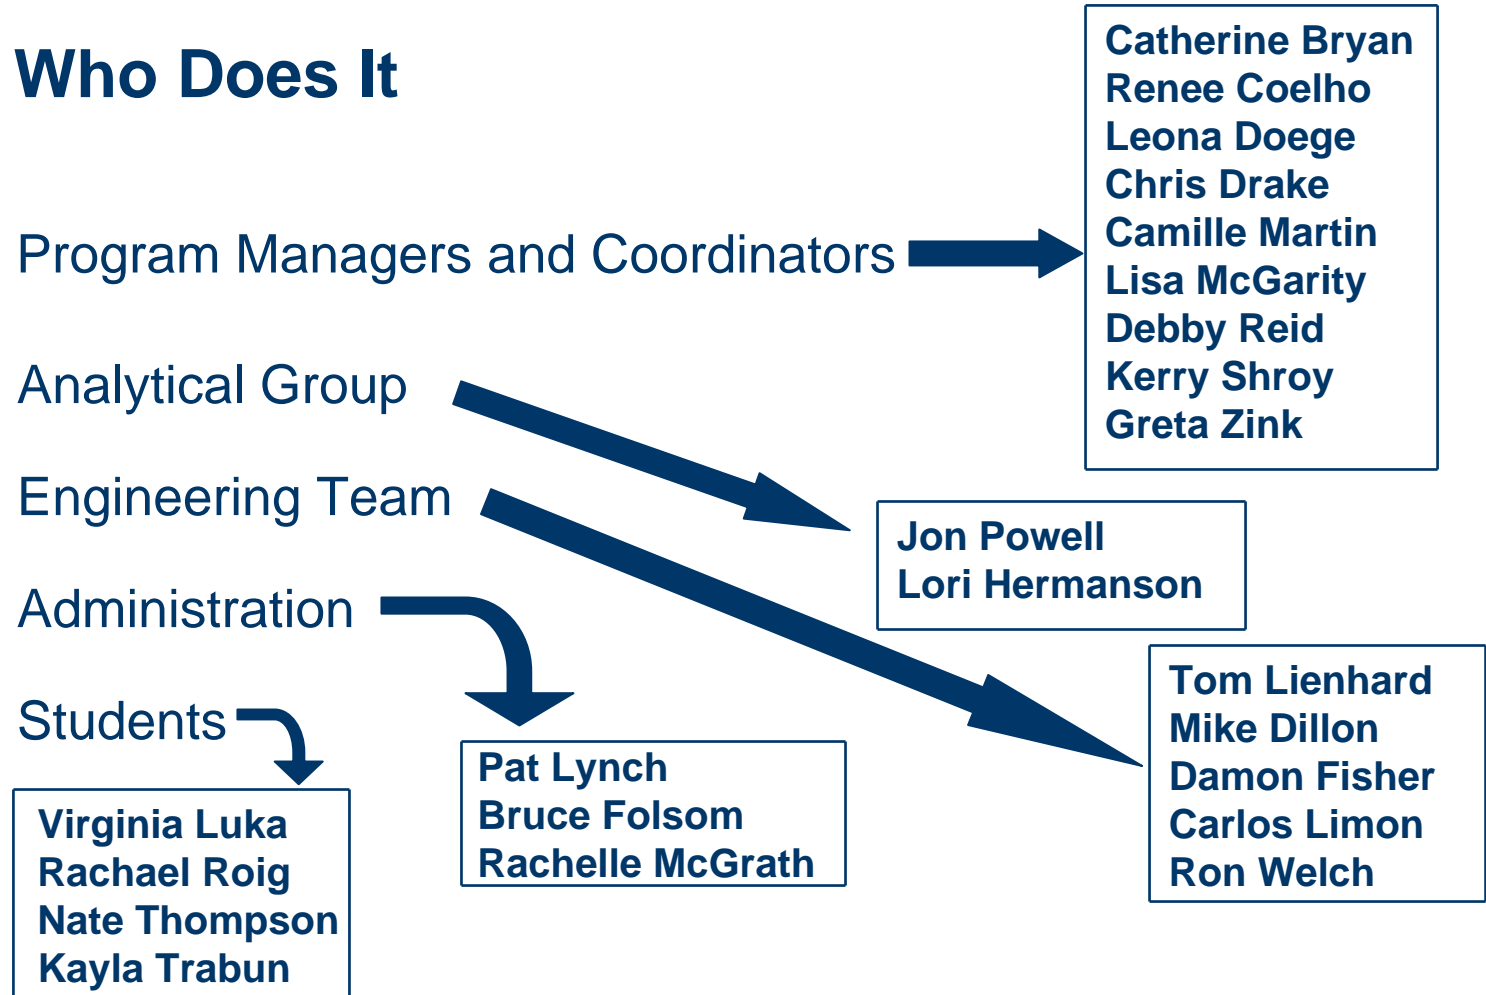 Who Does It
Program Managers and Coordinators
Catherine Bryan
Renee Coelho
Leona Doege
Chris Drake
Camille Martin
Lisa McGarity
Debby Reid
Kerry Shroy
Greta Zink
Analytical Group
Jon Powell
Lori Hermanson
Engineering Team
Tom Lienhard
Mike Dillon
Damon Fisher
Carlos Limon
Ron Welch
Administration
Pat Lynch
Bruce Folsom
Rachelle McGrath
Students
Virginia Luka
Rachael Roig
Nate Thompson
Kayla Trabun